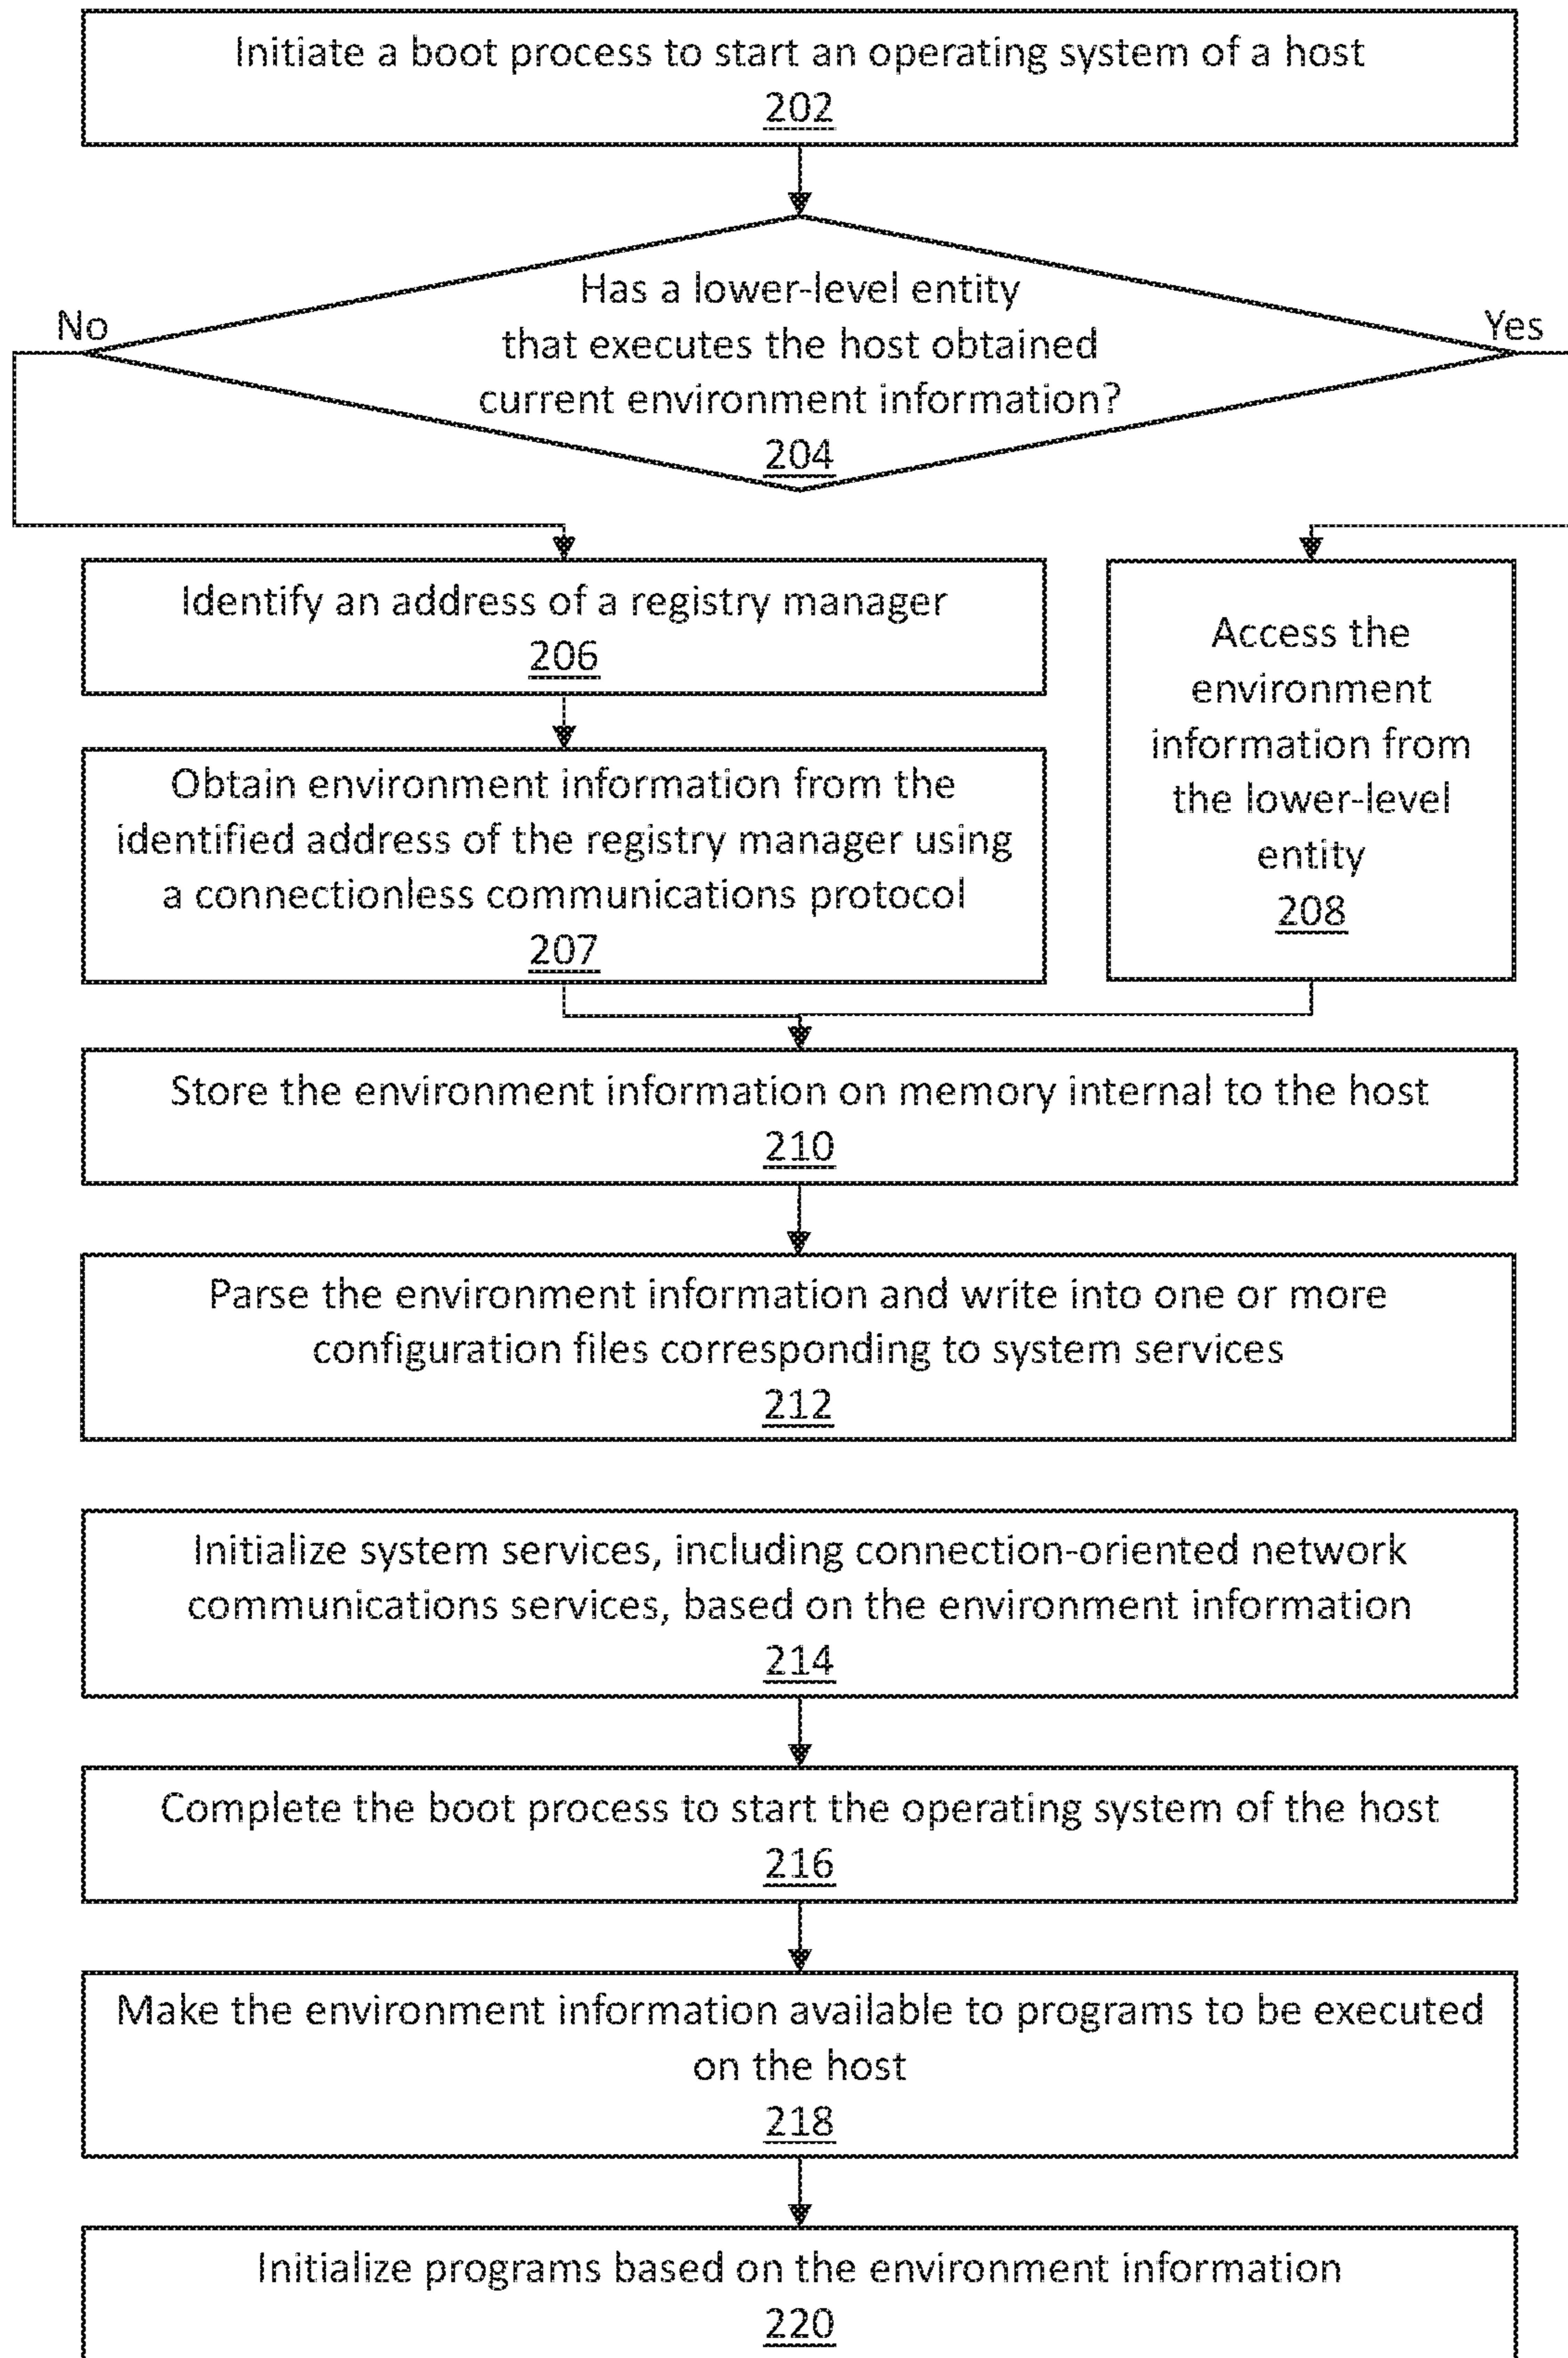 Initiate a boot process to start an operating system of a host
202
Has a lower-level entity
that executes the host obtained
current environment information?
204
No
Yes
Identify an address of a registry manager
206
Obtain environment information from the
identified address of the registry manager using
a connectionless communications protocol
207
Access the
environment
information from
the lower-level
entity
208
Store the environment information on memory internal to the host
210
Parse the environment information and write into one or more
configuration files corresponding to system services
212
Initialize system services, including connection-oriented network
communications services, based on the environment information
214
Complete the boot process to start the operating system of the host
216
Make the environment information available to programs to be executed
on the host
218
Initialize programs based on the environment information
220